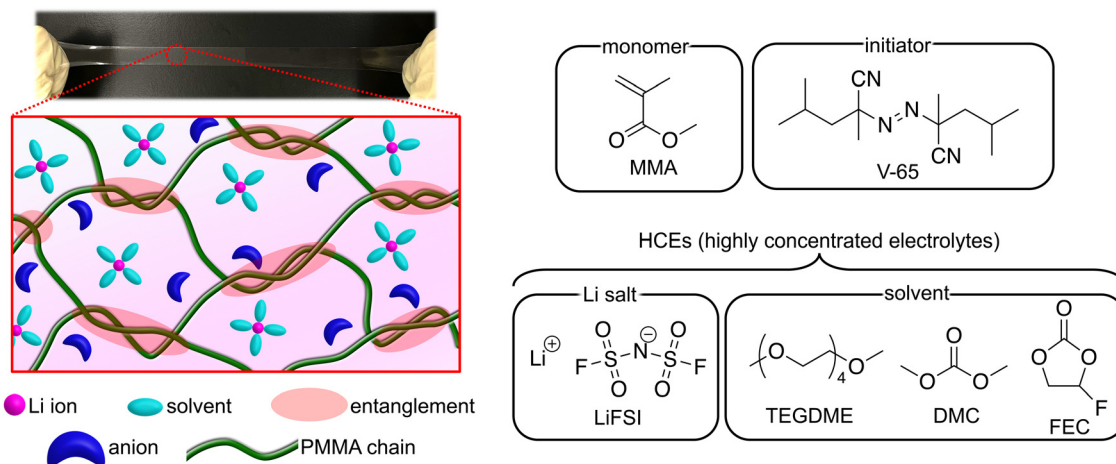 Li ion
solvent
entanglement
anion
PMMA chain
monomer
O
O
MMA
initiator
CN
N
N
CN
V-65
HCEs (highly concentrated electrolytes)
Li salt
Li⊕
O
O
⊖
F
S
N
S
F
O
O
LiFSI
solvent
O
O
4
TEGDME
O
O
O
DMC
O
O
O
F
FEC